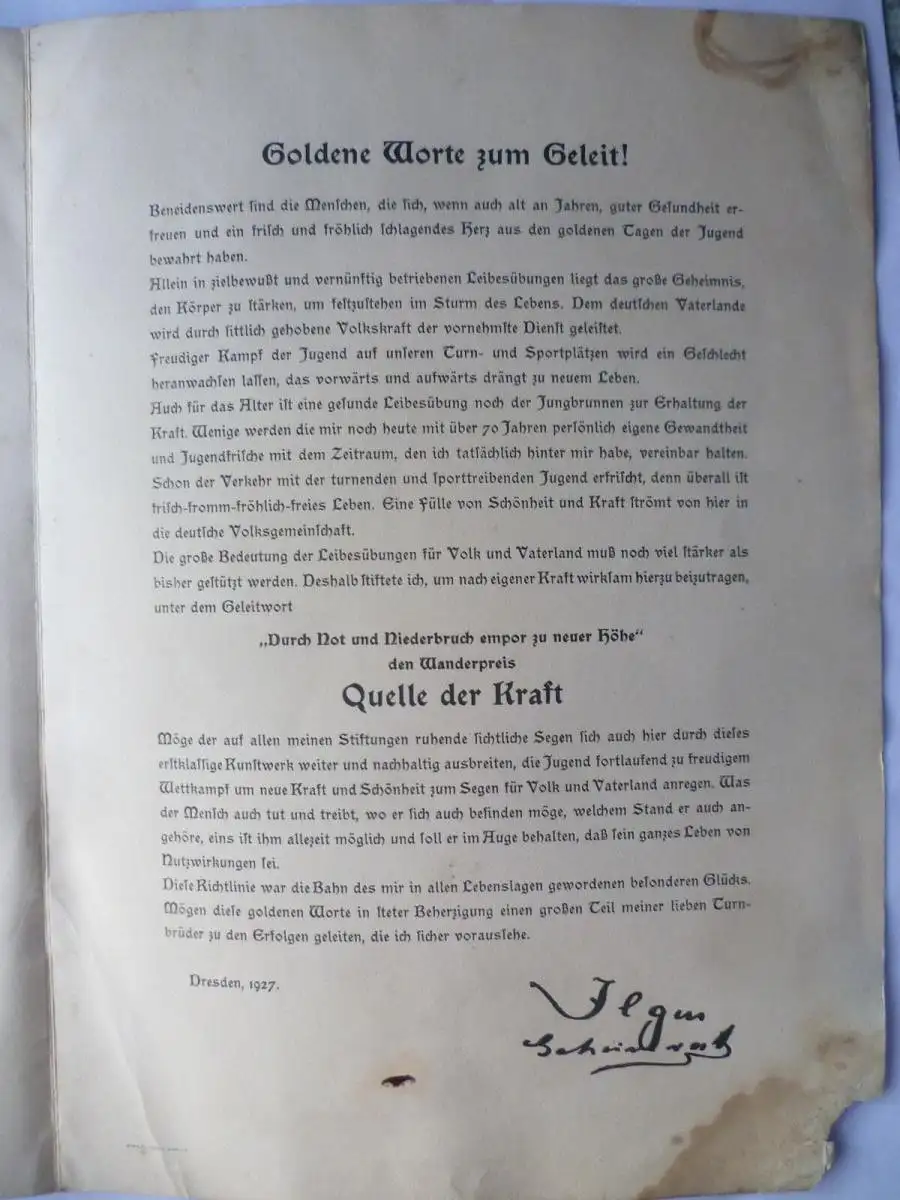 Goldene Worte zum Geleit!
Beneidenswert sind die Menschen, die sich, wenn auch alt an Jahren, guter Gesundheit er-
freuen und ein frisch und fröhlich schlagendes Herz aus den goldenen Tagen der Jugend
bewahrt haben.
Allein in zielbewußt und vernünftig betriebenen Leibesübungen liegt das große Geheimnis,
den Körper zu stärken, um festzustehen im Sturm des Lebens. Dem deutschen Vaterlande
wird durch sittlich gehobene Volkskraft der vornehmste Dienst geleistet.
Freudiger Kampf der Jugend auf unseren Turn- und Sportplätzen wird ein Geschlecht
heranwachsen lassen, das vorwärts und aufwärts drängt zu neuem Leben.
Auch für das Alter ist eine gesunde Leibesübung noch der Jungbrunnen zur Erhaltung der
Kraft. Wenige werden die mir noch heute mit über 70 Jahren persönlich eigene Gewandtheit
und Jugendfrische mit dem Zeitraum, den ich tatsächlich hinter mir habe, vereinbar halten.
Schon der Verkehr mit der turnenden und sporttreibenden Jugend erfrischt, denn überall ist
frisch-fromm-fröhlich-freies Leben. Eine Fülle von Schönheit und Kraft strömt von hier in
die deutsche Volksgemeinschaft.
Die große Bedeutung der Leibesübungen für Volk und Vaterland muß noch viel stärker als
bisher gestützt werden. Deshalb stiftete ich, um nach eigener Kraft wirksam hierzu beizutragen,
unter dem Geleitwort
„Durch Not und Niederbruch empor zu neuer Höhe“
den Wanderpreis
Quelle der Kraft
Möge der auf allen meinen Stiftungen ruhende sichtliche Segen sich auch hier durch dieses
erstklassige Kunstwerk weiter und nachhaltig ausbreiten, die Jugend fortlaufend zu freudigem
Wettkampf um neue Kraft und Schönheit zum Segen für Volk und Vaterland anregen. Was
der Mensch auch tut und treibt, wo er sich auch befinden möge, welchem Stand er auch an-
gehöre, eins ist ihm allezeit möglich und soll er im Auge behalten, daß sein ganzes Leben von
Nutzwirkungen sei.
Diese Richtlinie war die Bahn des mir in allen Lebenslagen gewordenen besonderen Glücks.
Mögen diese goldenen Worte in steter Beherzigung einen großen Teil meiner lieben Turn-
brüder zu den Erfolgen geleiten, die ich sicher voraussehe.
Dresden, 1927.
Ilgen
Geheimrat